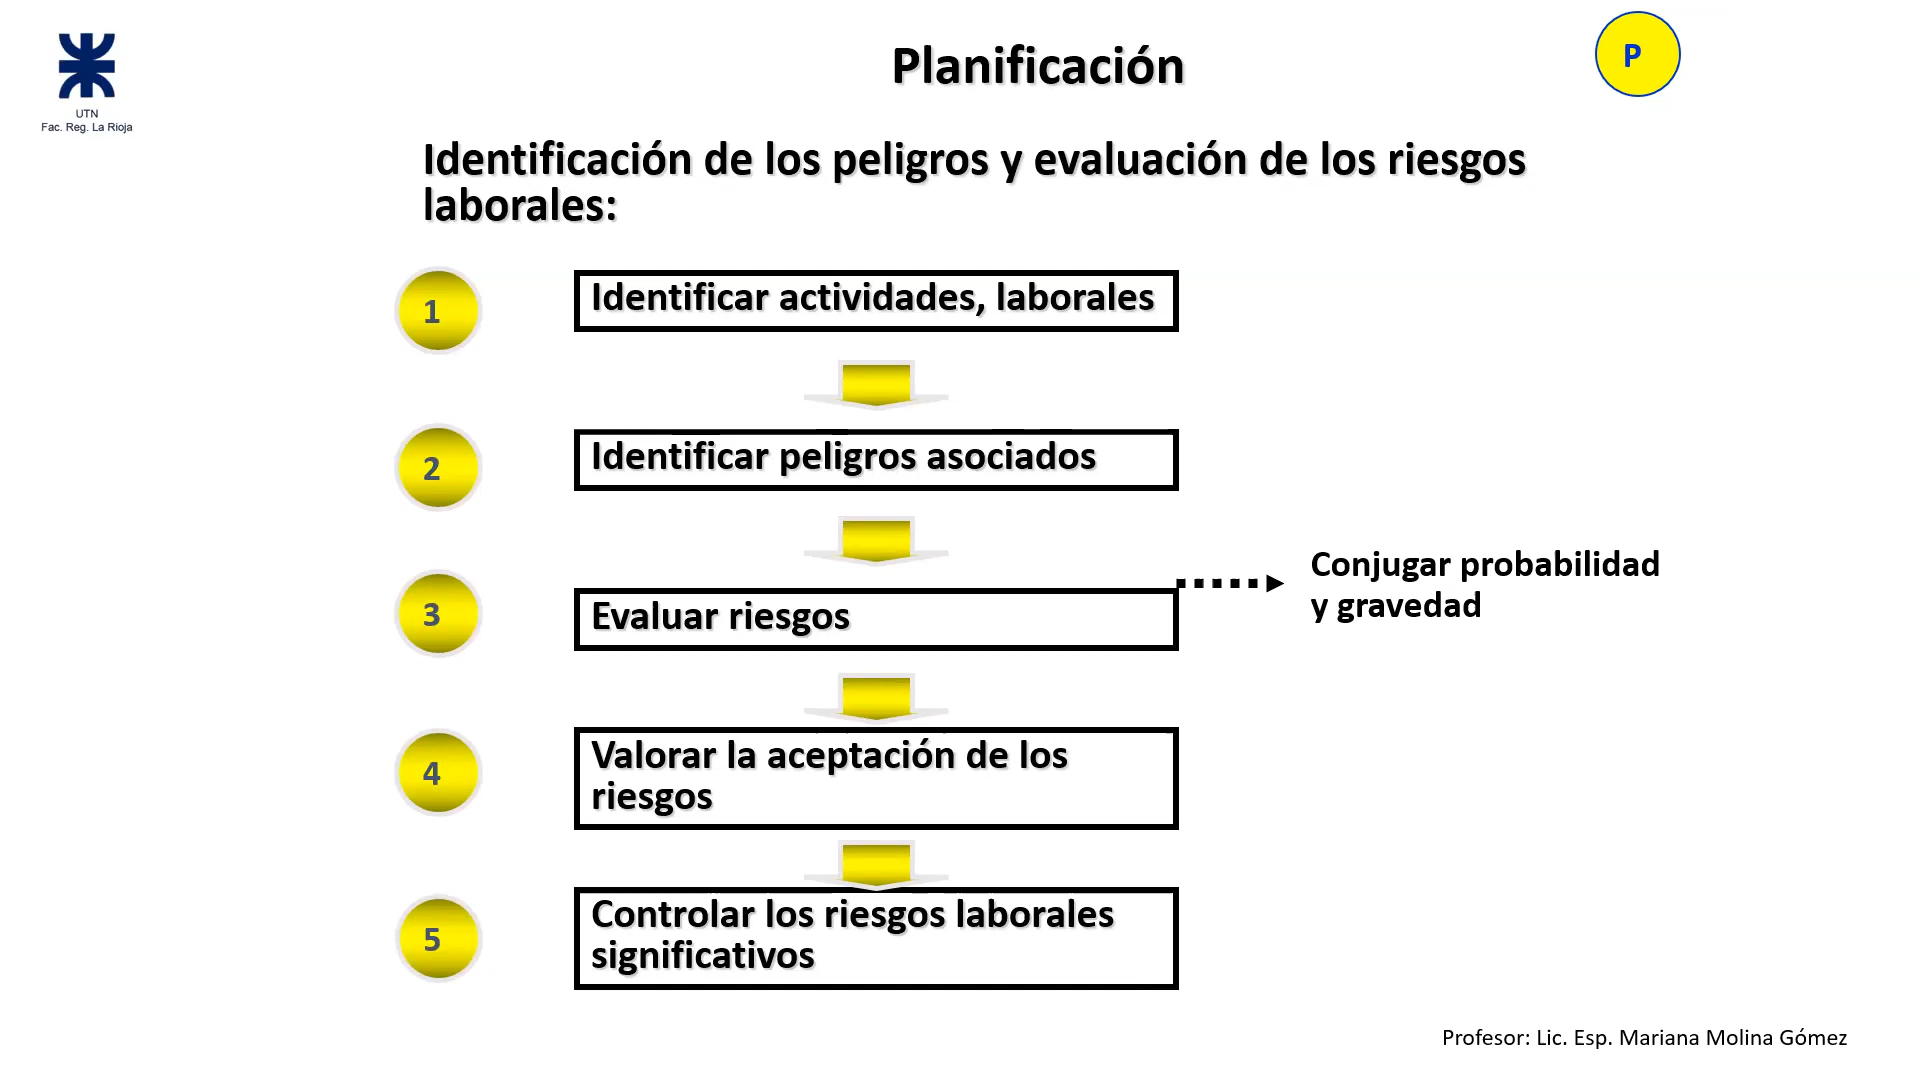 UTN
Fac. Reg. La Rioja
Planificación
P
Identificación de los peligros y evaluación de los riesgos
laborales:
1
Identificar actividades, laborales
2
Identificar peligros asociados
3
Evaluar riesgos
Conjugar probabilidad
y gravedad
4
Valorar la aceptación de los
riesgos
5
Controlar los riesgos laborales
significativos
Profesor: Lic. Esp. Mariana Molina Gómez